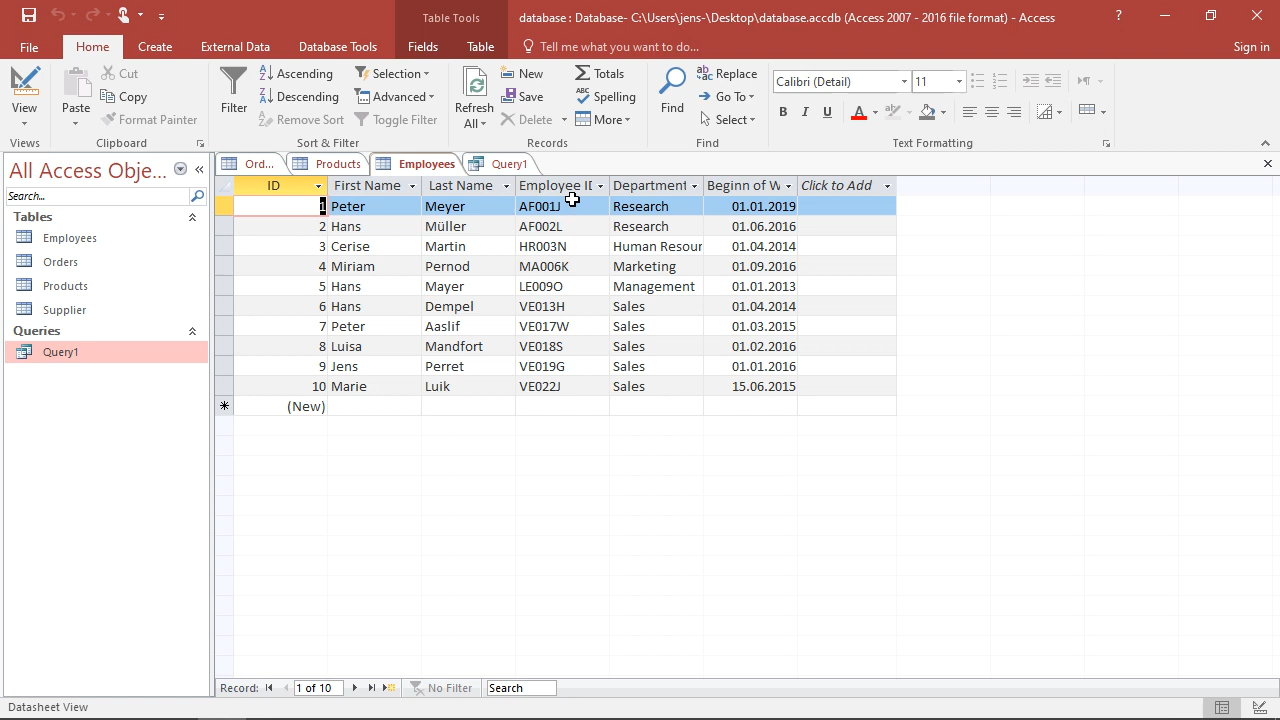 Table Tools
database : Database- C:\Users\jens-\Desktop\database.accdb (Access 2007 - 2016 file format) - Access
?
File Home Create External Data Database Tools Fields Table Tell me what you want to do... Sign in
View
Views
Paste
Cut
Copy
Format Painter
Clipboard
Filter
Ascending
Descending
Remove Sort
Selection
Advanced
Toggle Filter
Sort & Filter
Refresh
All
New
Save
Delete
Totals
Spelling
More
Records
Find
Replace
Go To
Select
Find
Calibri (Detail) 11
B I U A
Text Formatting
All Access Obje...
Search...
Tables
Employees
Orders
Products
Supplier
Queries
Query1
Ord... Products Employees Query1
ID First Name Last Name Employee ID Department Beginn of W Click to Add
1 Peter Meyer AF001J Research 01.01.2019
2 Hans Müller AF002L Research 01.06.2016
3 Cerise Martin HR003N Human Resour 01.04.2014
4 Miriam Pernod MA006K Marketing 01.09.2016
5 Hans Mayer LE009O Management 01.01.2013
6 Hans Dempel VE013H Sales 01.04.2014
7 Peter Aaslif VE017W Sales 01.03.2015
8 Luisa Mandfort VE018S Sales 01.02.2016
9 Jens Perret VE019G Sales 01.01.2016
10 Marie Luik VE022J Sales 15.06.2015
(New)
Record: 1 of 10 No Filter Search
Datasheet View